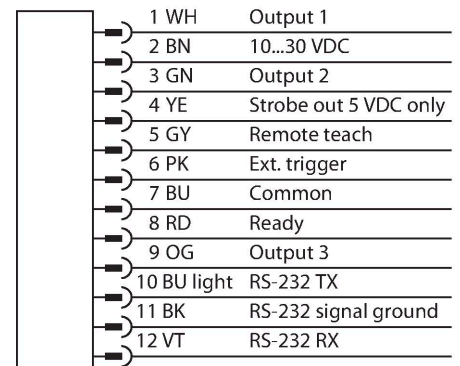 1 WH Output 1
2 BN 10...30 VDC
3 GN Output 2
4 YE Strobe out 5 VDC only
5 GY Remote teach
6 PK Ext. trigger
7 BU Common
8 RD Ready
9 OG Output 3
10 BU light RS-232 TX
11 BK RS-232 signal ground
12 VT RS-232 RX